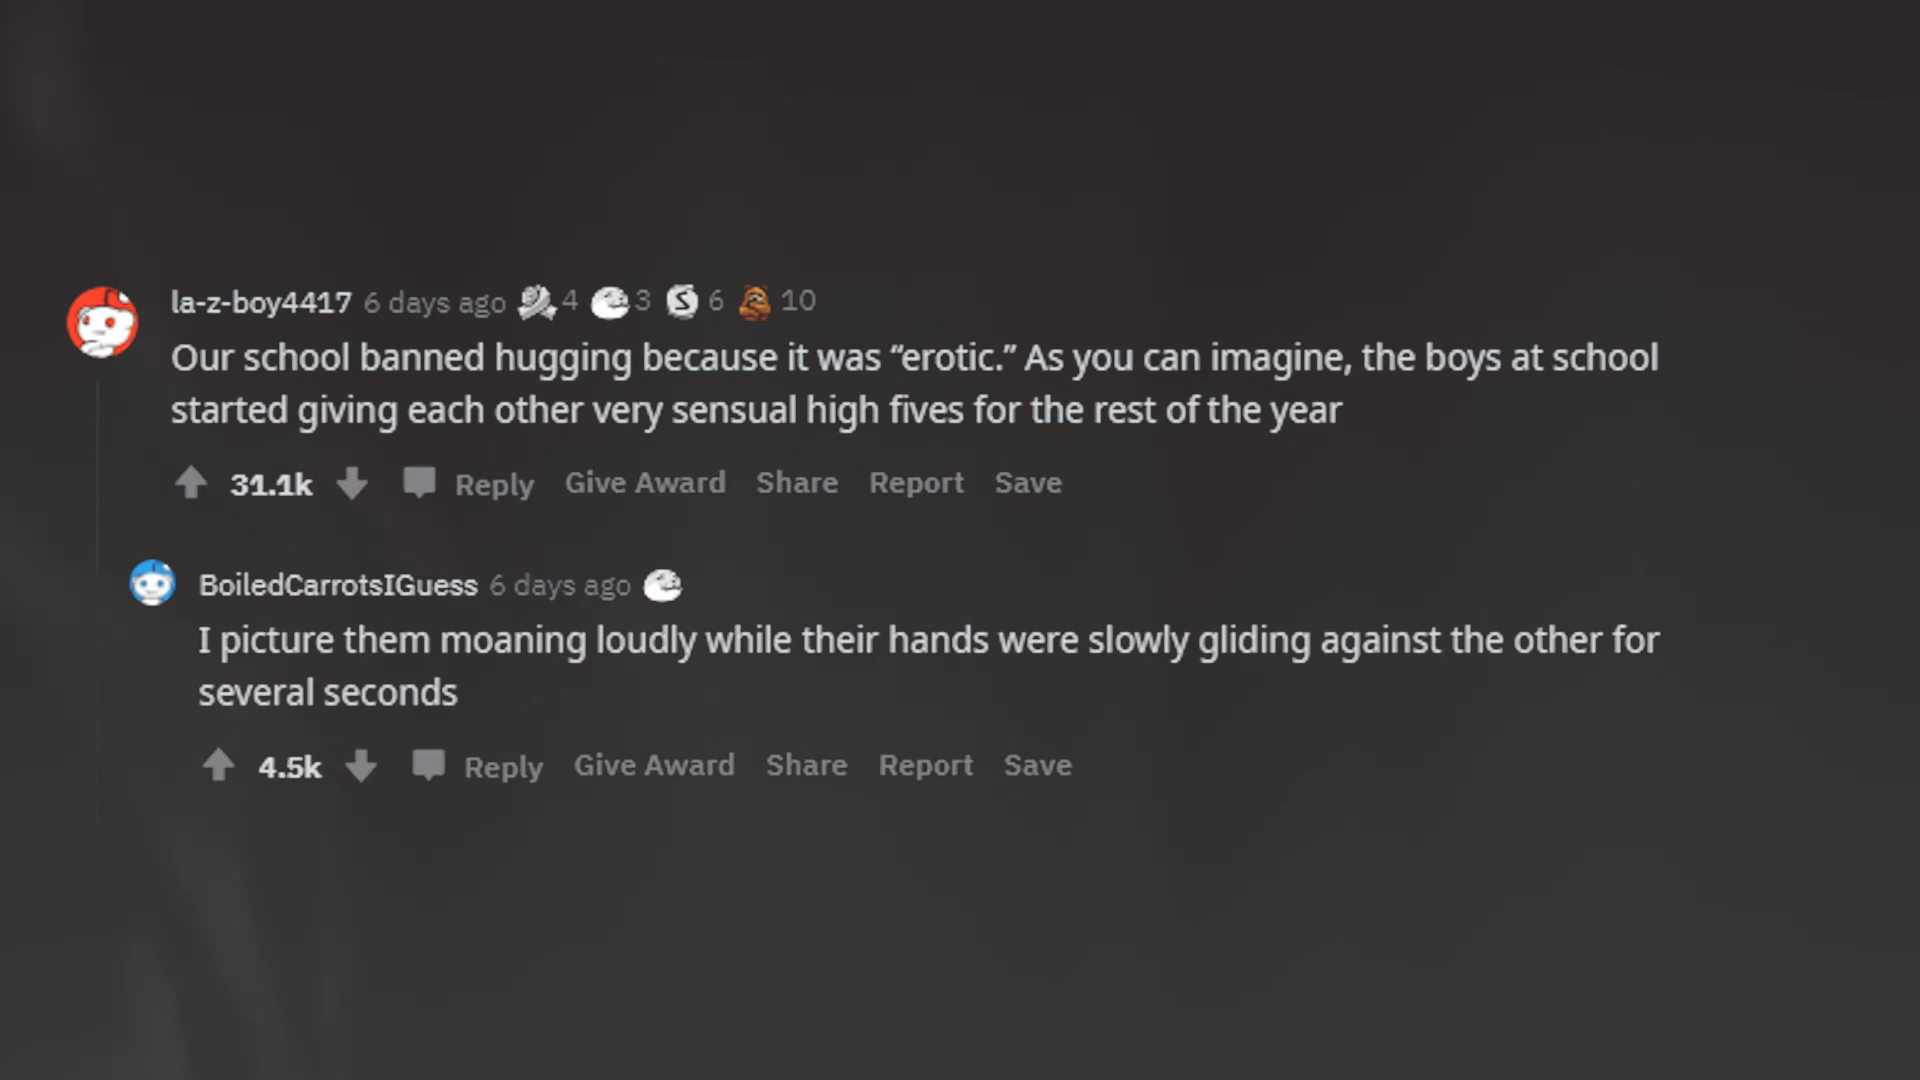 la-z-boy4417 6 days ago 4 3 S 6 10
Our school banned hugging because it was “erotic.” As you can imagine, the boys at school
started giving each other very sensual high fives for the rest of the year
31.1k Reply Give Award Share Report Save
BoiledCarrotsIGuess 6 days ago
I picture them moaning loudly while their hands were slowly gliding against the other for
several seconds
4.5k Reply Give Award Share Report Save